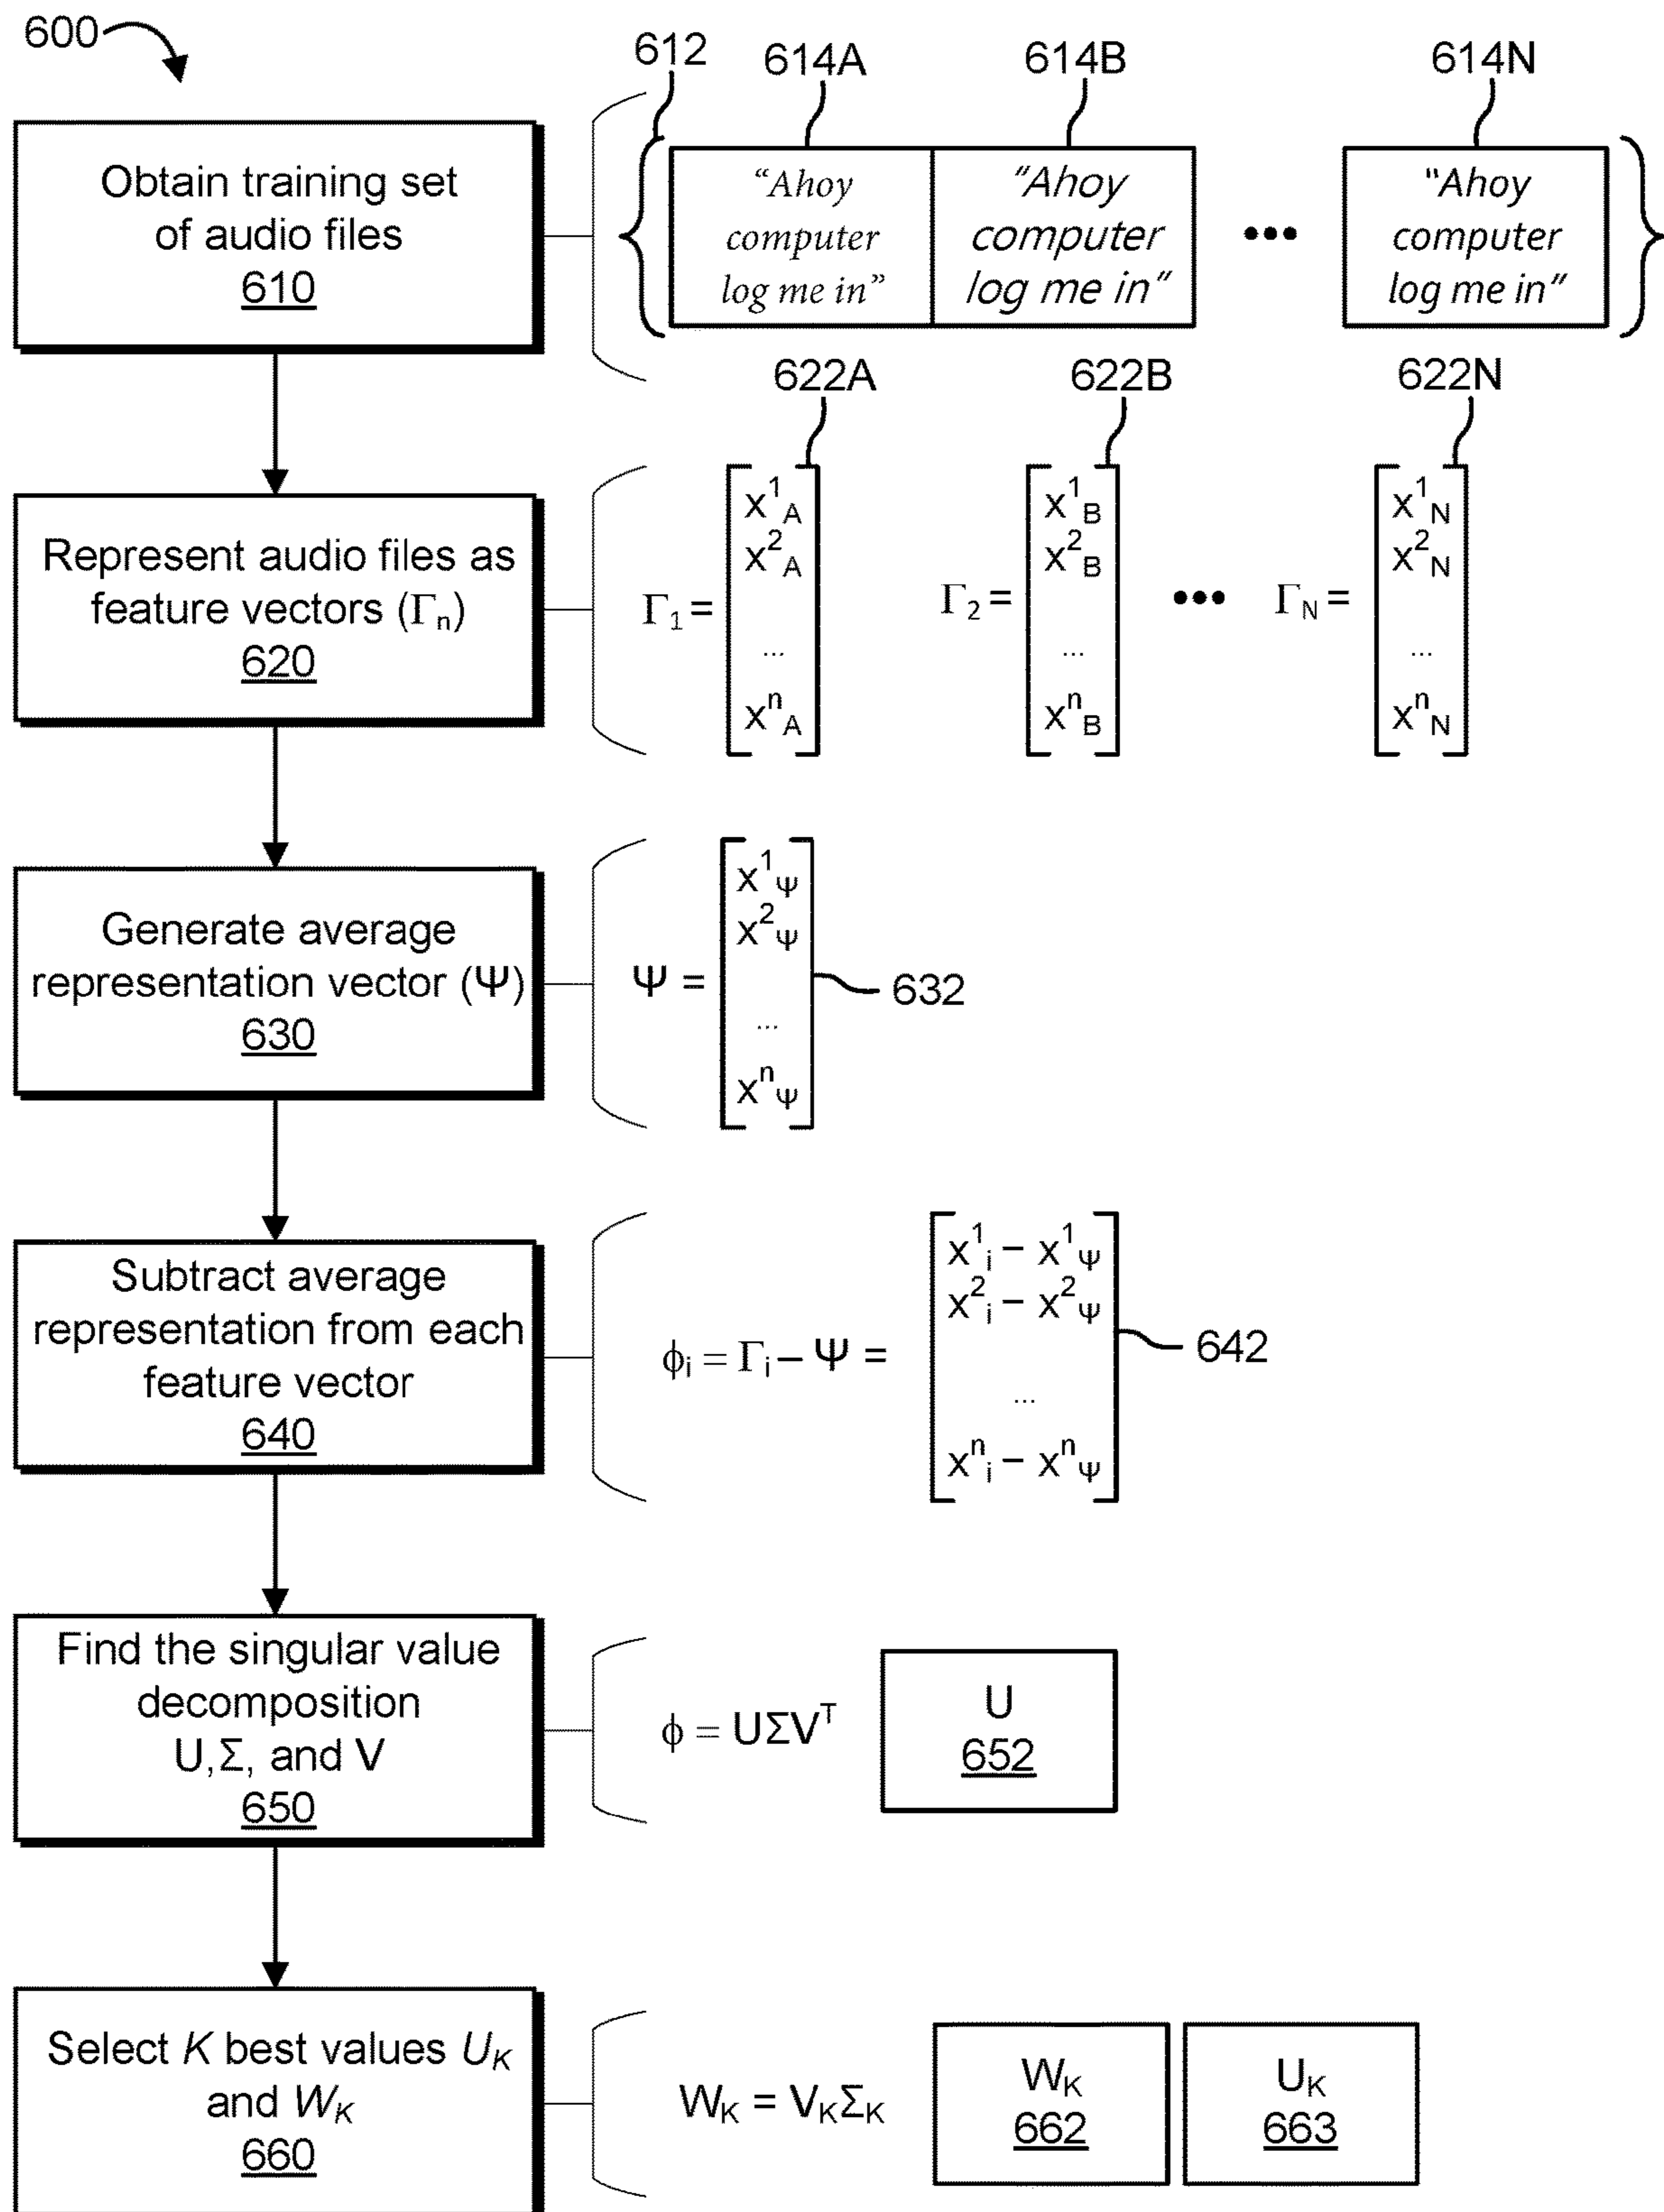 600
612
614A
614B
614N
Obtain training set
of audio files
610
“Ahoy
computer
log me in”
"Ahoy
computer
log me in"
•••
"Ahoy
computer
log me in"
622A
622B
622N
Represent audio files as
feature vectors (Γn)
620
Γ1 =
x1A
x2A
...
xnA
Γ2 =
x1B
x2B
...
xnB
•••
ΓN =
x1N
x2N
...
xnN
Generate average
representation vector (Ψ)
630
Ψ =
x1Ψ
x2Ψ
...
xnΨ
632
Subtract average
representation from each
feature vector
640
ϕi = Γi – Ψ =
x1i – x1Ψ
x2i – x2Ψ
...
xni – xnΨ
642
Find the singular value
decomposition
U,Σ, and V
650
ϕ = UΣVT
U
652
Select K best values UK
and WK
660
WK = VKΣK
WK
662
UK
663